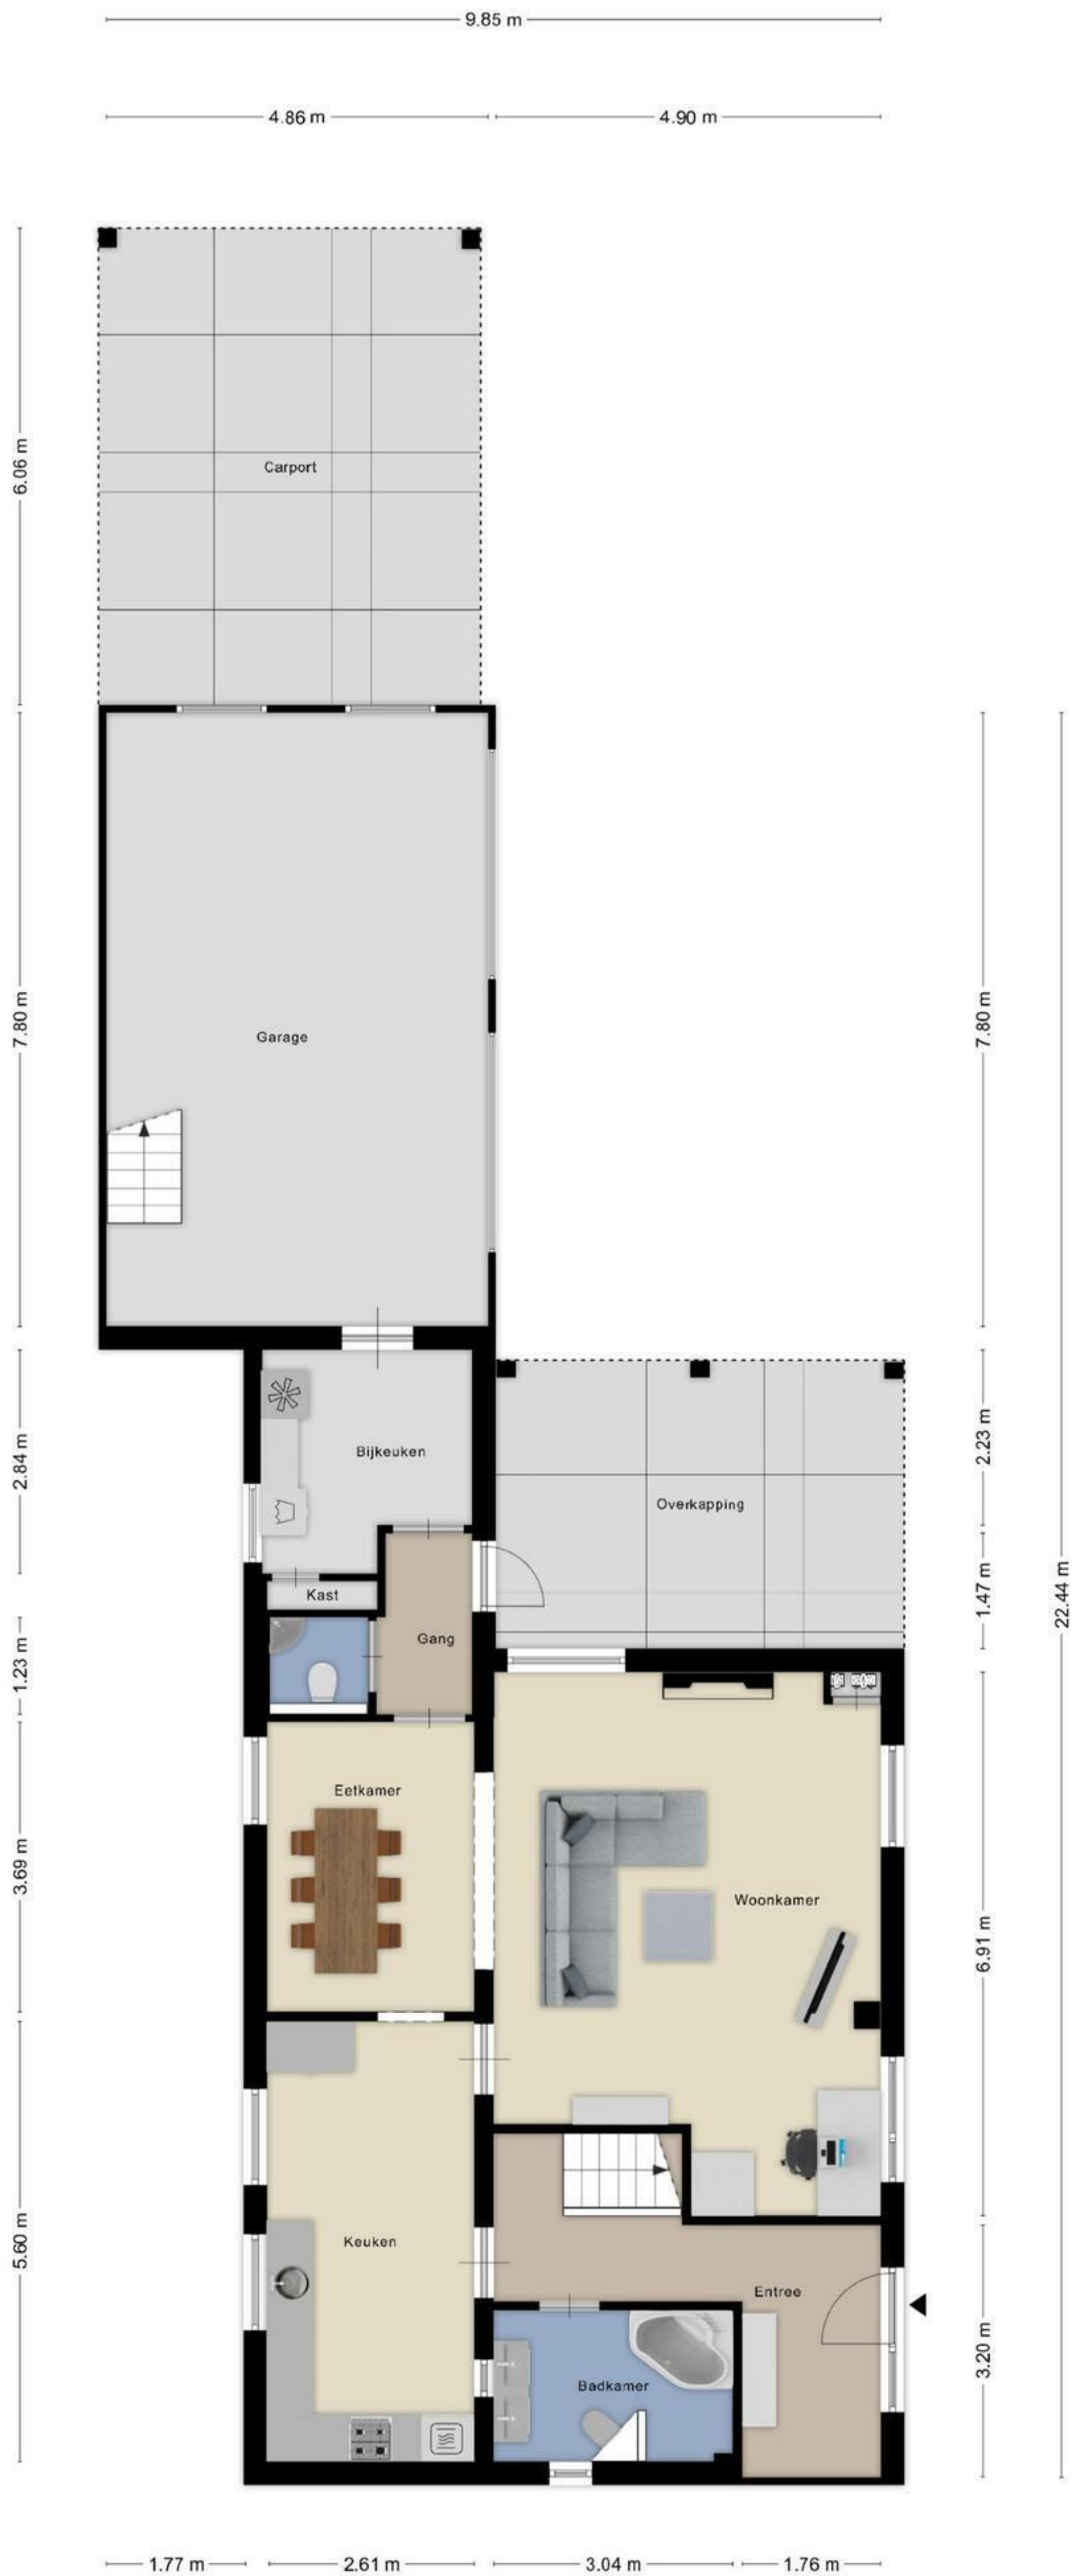 9.85 m
4.86 m
4.90 m
6.06 m
Carport
7.80 m
7.80 m
Garage
2.84 m
Bijkeuken
2.23 m
Overkapping
1.47 m
22.44 m
Kast
1.23 m
Gang
Eetkamer
3.69 m
Woonkamer
6.91 m
5.60 m
Keuken
Entree
3.20 m
Badkamer
1.77 m
2.61 m
3.04 m
1.76 m